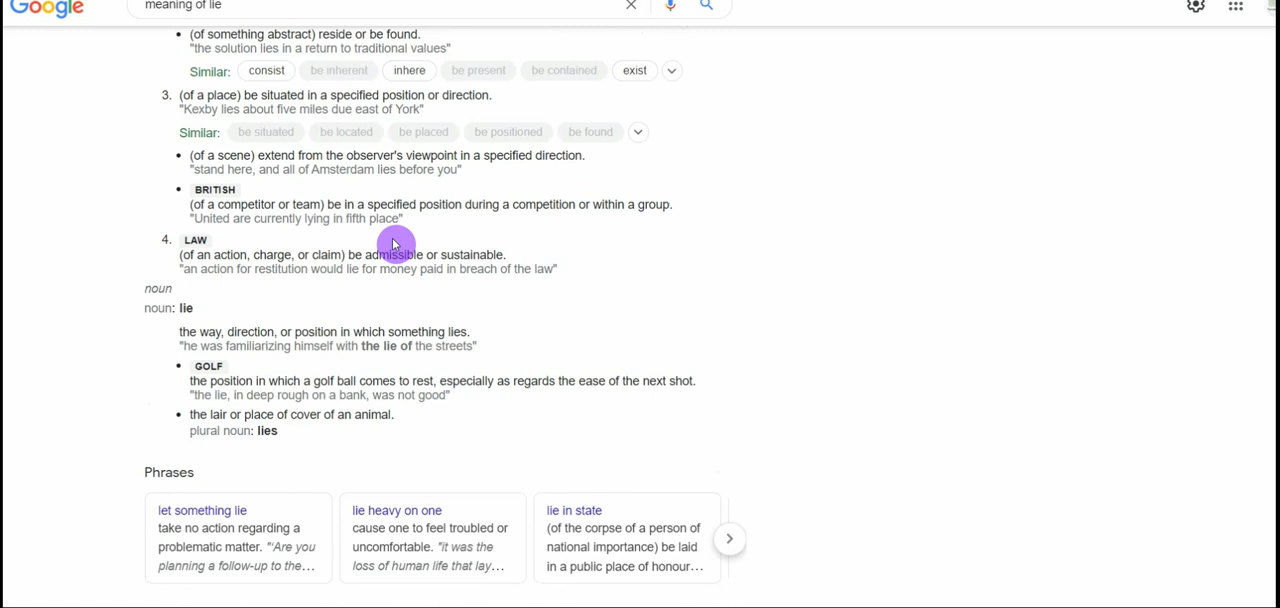 Google meaning of lie
(of something abstract) reside or be found.
"the solution lies in a return to traditional values"
Similar: consist be inherent inhere be present be contained exist
3. (of a place) be situated in a specified position or direction.
"Kexby lies about five miles due east of York"
Similar: be situated be located be placed be positioned be found
(of a scene) extend from the observer's viewpoint in a specified direction.
"stand here, and all of Amsterdam lies before you"
BRITISH
(of a competitor or team) be in a specified position during a competition or within a group.
"United are currently lying in fifth place"
4. LAW
(of an action, charge, or claim) be admissible or sustainable.
"an action for restitution would lie for money paid in breach of the law"
noun
noun: lie
the way, direction, or position in which something lies.
"he was familiarizing himself with the lie of the streets"
GOLF
the position in which a golf ball comes to rest, especially as regards the ease of the next shot.
"the lie, in deep rough on a bank, was not good"
the lair or place of cover of an animal.
plural noun: lies
Phrases
let something lie
take no action regarding a
problematic matter. "'Are you
planning a follow-up to the...
lie heavy on one
cause one to feel troubled or
uncomfortable. "it was the
loss of human life that lay...
lie in state
(of the corpse of a person of
national importance) be laid
in a public place of honour...